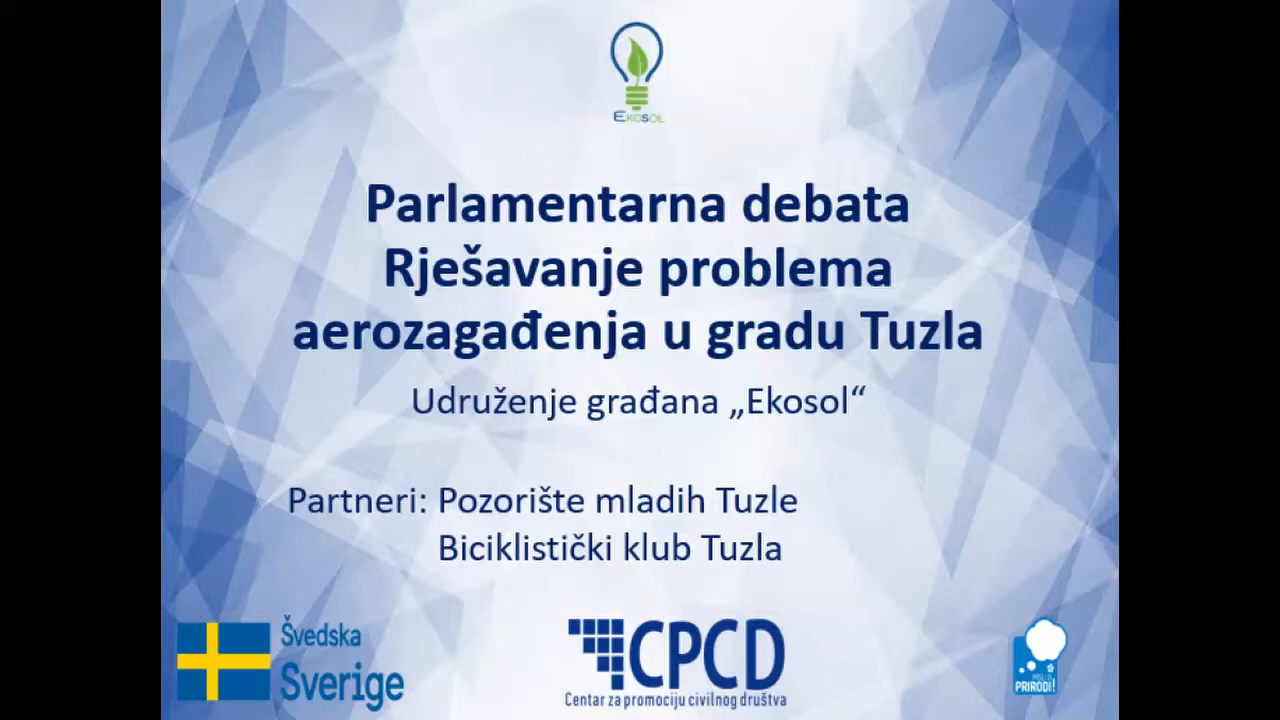 EKOSOL
Parlamentarna debata
Rješavanje problema
aerozagađenja u gradu Tuzla
Udruženje građana „Ekosol“
Partneri: Pozorište mladih Tuzle
Biciklistički klub Tuzla
Švedska
Sverige
CPCD
Centar za promociju civilnog društva
MISLI O
PRIRODI!